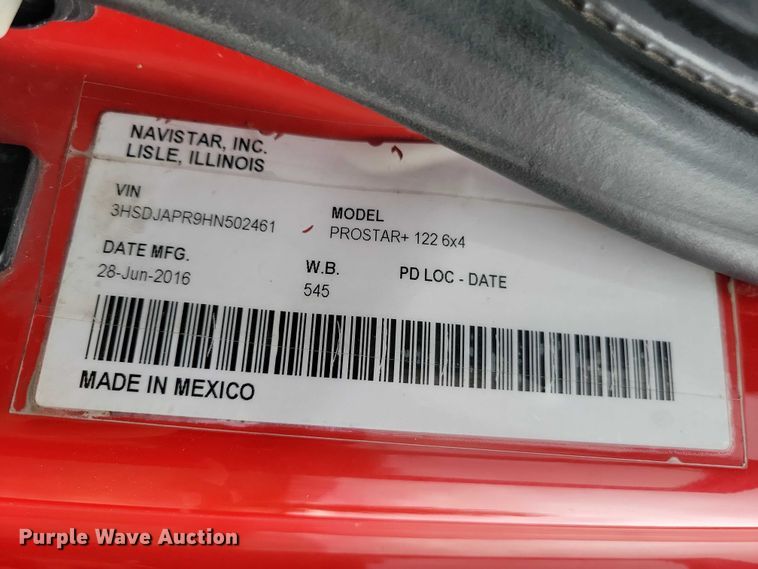 NAVISTAR, INC.
LISLE, ILLINOIS
VIN
3HSDJAPR9HN502461
MODEL
PROSTAR+ 122 6x4
DATE MFG.
28-Jun-2016
W.B.
545
PD LOC - DATE
MADE IN MEXICO
Purple Wave Auction